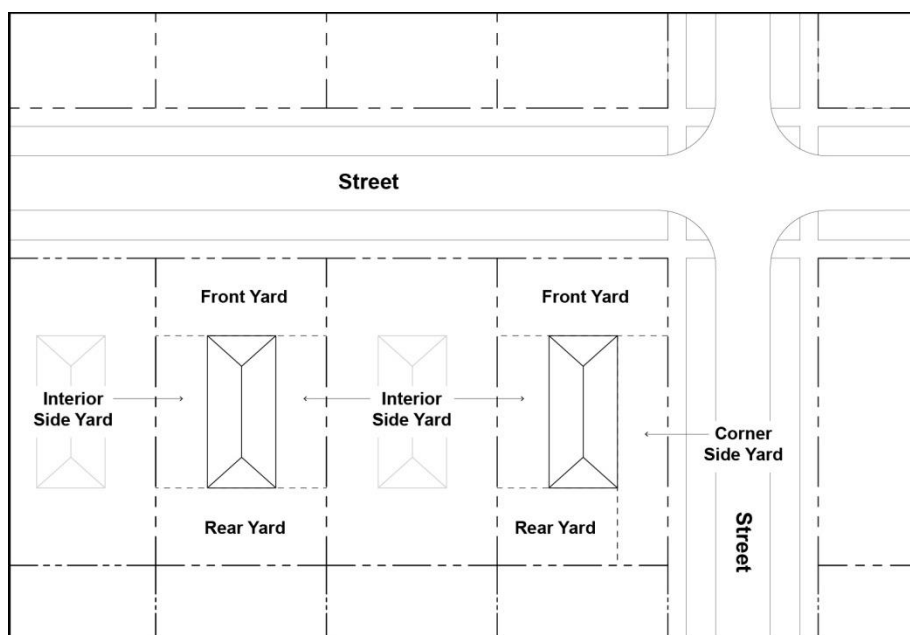 Street
Front Yard
Front Yard
Interior
Side Yard
Interior
Side Yard
Corner
Side Yard
Rear Yard
Rear Yard
Street